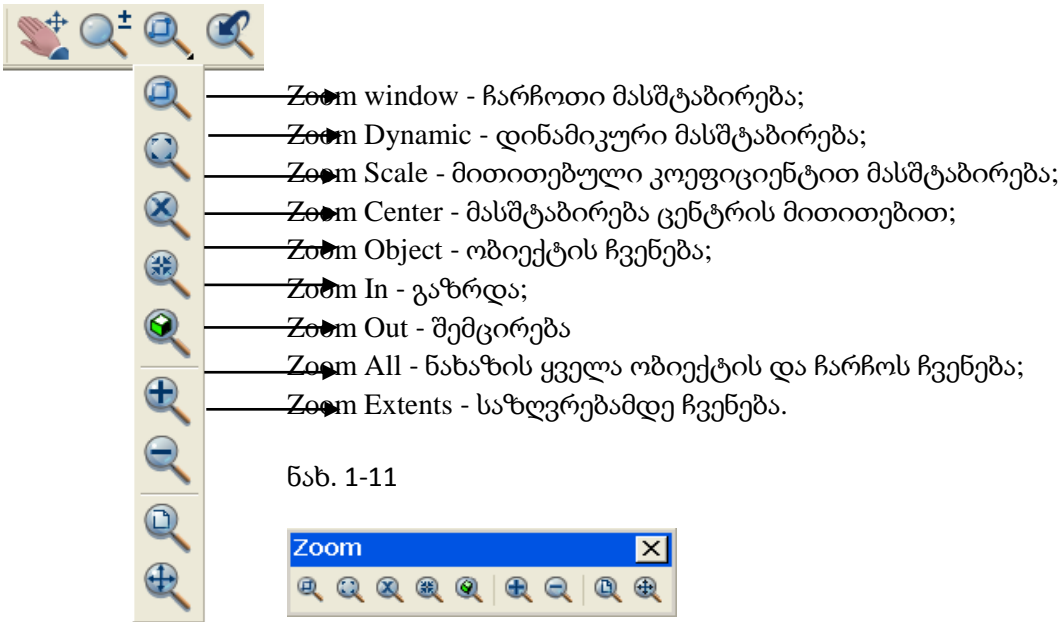 Zoom window - ჩარჩოთი მასშტაბირება;
Zoom Dynamic - დინამიკური მასშტაბირება;
Zoom Scale - მითითებული კოეფიციენტით მასშტაბირება;
Zoom Center - მასშტაბირება ცენტრის მითითებით;
Zoom Object - ობიექტის ჩვენება;
Zoom In - გაზრდა;
Zoom Out - შემცირება
Zoom All - ნახაზის ყველა ობიექტის და ჩარჩოს ჩვენება;
Zoom Extents - საზღვრებამდე ჩვენება.
ნახ. 1-11
Zoom